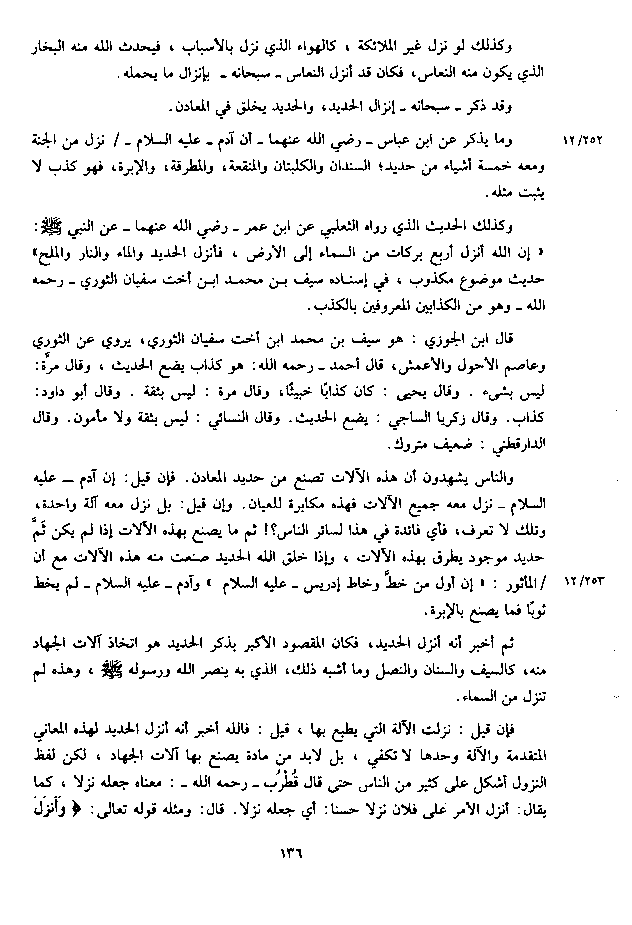 وكذلك لو نزل غير الملائكة ، كالهواء الذي نزل بالأسباب ، فيحدث الله منه البخار
الذي يكون منه النعاس، فكان قد أنزل النعاس ـ سبحانه ـ بإنزال ما يحمله.
وقد ذكر ـ سبحانه ـ إنزال الحديد، والحديد يخلق في المعادن.
١٢/٢٥٢ وما يذكر عن ابن عباس ـ رضي الله عنهما ـ أن آدم ـ عليه السلام ـ / نزل من الجنة
ومعه خمسة أشياء من حديد؛ السندان والكلبتان والمنقعة، والمطرقة، والإبرة، فهو كذب لا
يثبت مثله.
وكذلك الحديث الذي رواه الثعلبي عن ابن عمر ـ رضي الله عنهما ـ عن النبي ﷺ:
« إن الله أنزل أربع بركات من السماء إلى الأرض ، فأنزل الحديد والماء والنار والملح»
حديث موضوع مكذوب ، في إسناده سيف بـن محمـد ابـن أخت سفيان الثوري ـ رحمه
الله ـ وهو من الكذابين المعروفين بالكذب.
قال ابن الجوزي : هو سيف بن محمد ابن أخت سفيان الثوري، يروي عن الثوري
وعاصم الأحول والأعمش، قال أحمد ـ رحمه الله: هو كذاب يضع الحديث ، وقال مرَّة:
ليس بشىء . وقال يحيى : كان كذابًا خبيثًا، وقال مرة : ليس بثقة . وقال أبو داود:
كذاب. وقال زكريا الساجي : يضع الحديث. وقال النسائي : ليس بثقة ولا مأمون. وقال
الدارقطني : ضعيف متروك.
والناس يشهدون أن هذه الآلات تصنع من حديد المعادن. فإن قيل: إن آدم ـ عليه
السلام ـ نزل معه جميع الآلات فهذه مكابرة للعيان. وإن قيل: بل نزل معه آلة واحدة،
وتلك لا تعرف، فأي فائدة في هذا لسائر الناس؟! ثم ما يصنع بهذه الآلات إذا لم يكن ثَمَّ
حديد موجود يطرق بهذه الآلات ، وإذا خلق الله الحديد صنعت منه هذه الآلات مع أن
١٢/٢٥٣ / المأثور : « إن أول من خطَّ وخاط إدريس ـ عليه السلام » وآدم ـ عليه السلام ـ لم يخط
ثوبًا فما يصنع بالإبرة.
ثم أخبر أنه أنزل الحديد، فكان المقصود الأكبر بذكر الحديد هو اتخاذ آلات الجهاد
منه، كالسيف والسنان والنصل وما أشبه ذلك، الذي به ينصر الله ورسوله ﷺ ، وهذه لم
تنزل من السماء.
فإن قيل : نزلت الآلة التي يطبع بها ، قيل : فالله أخبر أنه أنزل الحديد لهذه المعاني
المتقدمة والآلة وحدها لا تكفي ، بل لابد من مادة يصنع بها آلات الجهاد ، لكن لفظ
النزول أشكل على كثير من الناس حتى قال قُطْرُب ـ رحمه الله ـ : معناه جعله نزلا ، كما
يقال: أنزل الأمر على فلان نزلا حسنا: أي جعله نزلا. قال: ومثله قوله تعالى: ﴿ وَأَنزَلَ
١٣٦